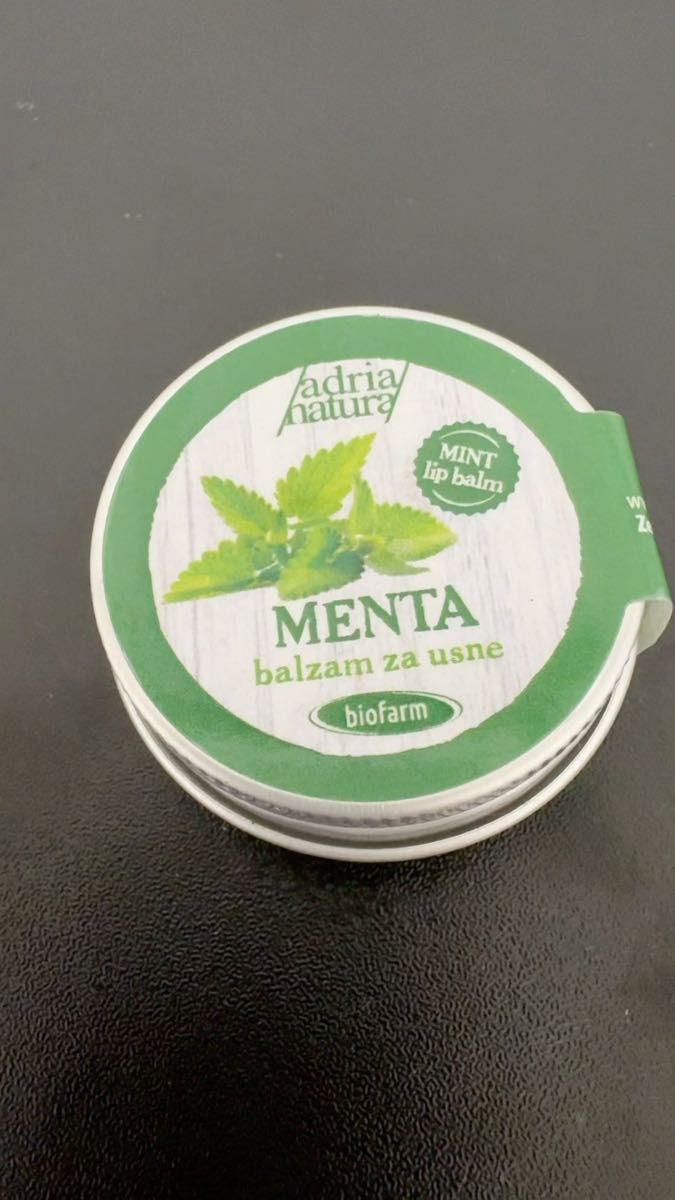 adria
natura
MINT
lip balm
MENTA
balzam za usne
biofarm